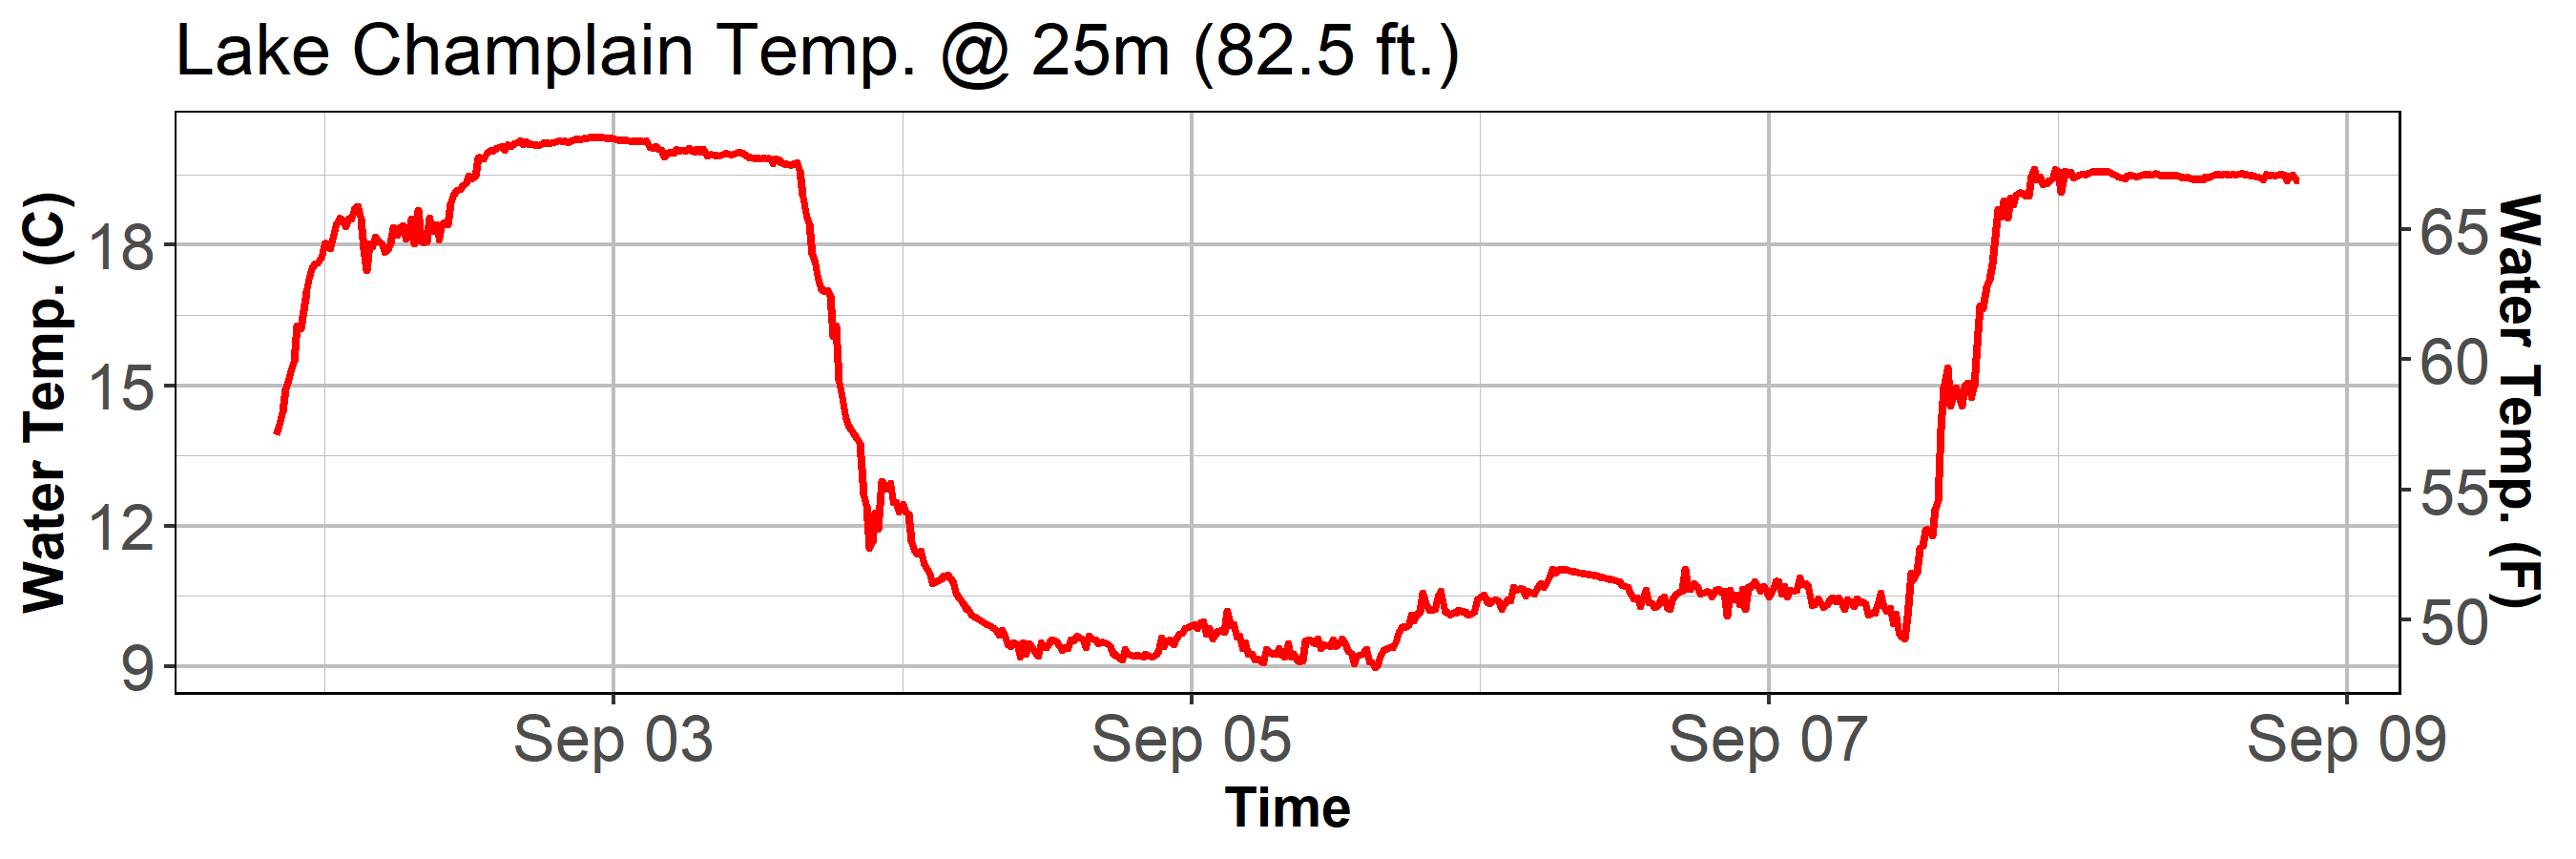 Lake Champlain Temp. @ 25m (82.5 ft.)
Water Temp. (C)
18
15
12
9
65
60
55
50
Water Temp. (F)
Sep 03
Sep 05
Sep 07
Sep 09
Time